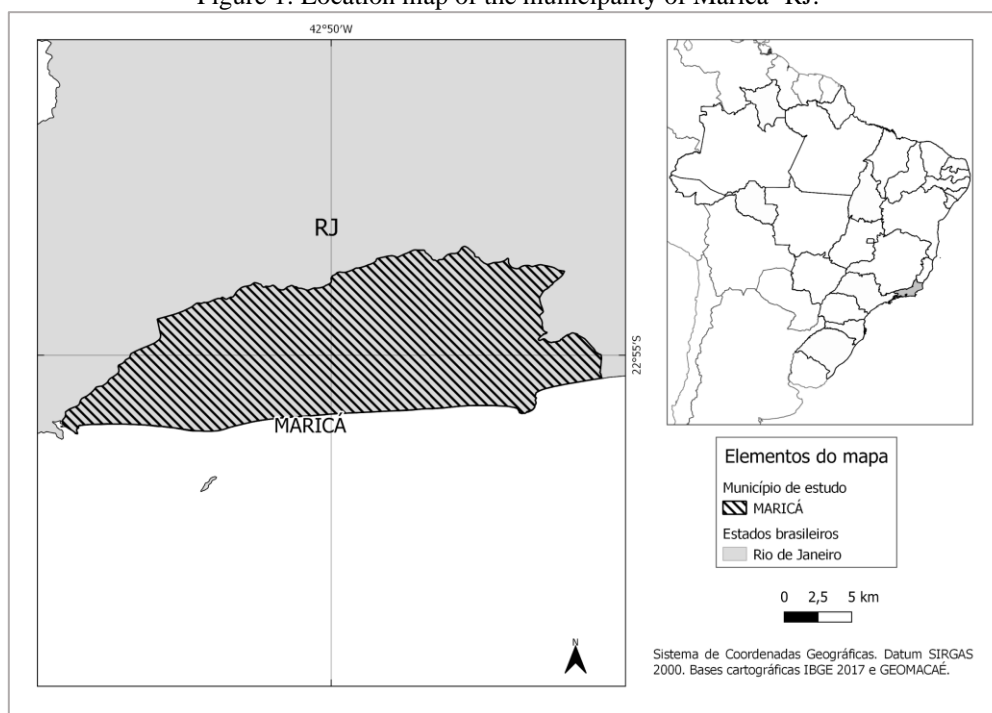 Figure 1: Location map of the municipality of Maricá- RJ.
42°50'W
RJ
22°55'S
MARICÁ
N
Elementos do mapa
Município de estudo
MARICÁ
Estados brasileiros
Rio de Janeiro
0 2,5 5 km
Sistema de Coordenadas Geográficas. Datum SIRGAS
2000. Bases cartográficas IBGE 2017 e GEOMACAÉ.